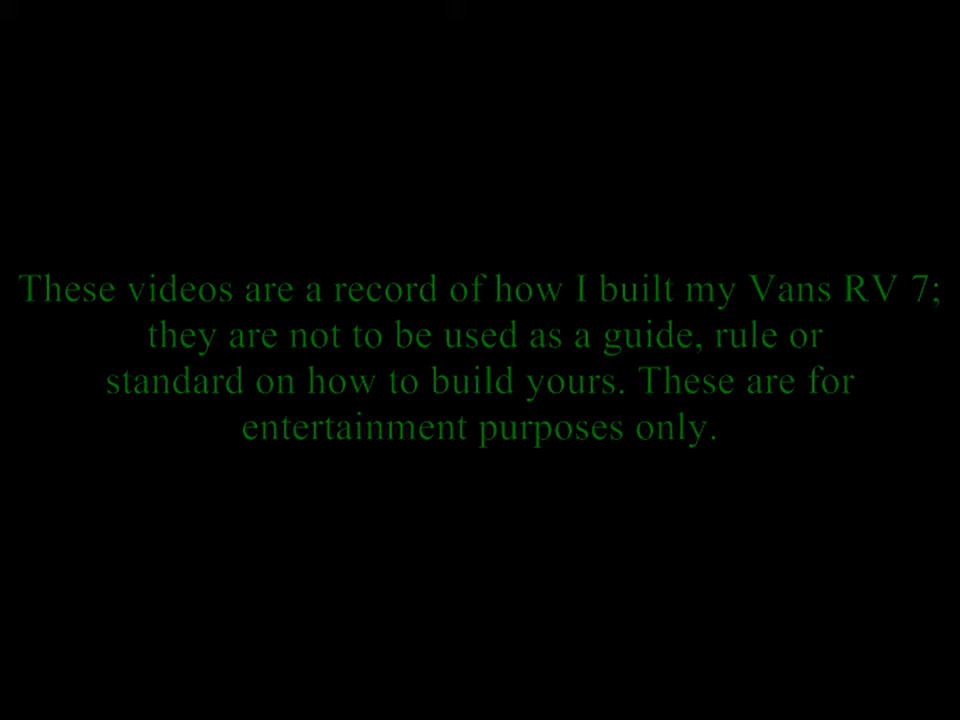 These videos are a record of how I built my Vans RV 7;
they are not to be used as a guide, rule or
standard on how to build yours. These are for
entertainment purposes only.